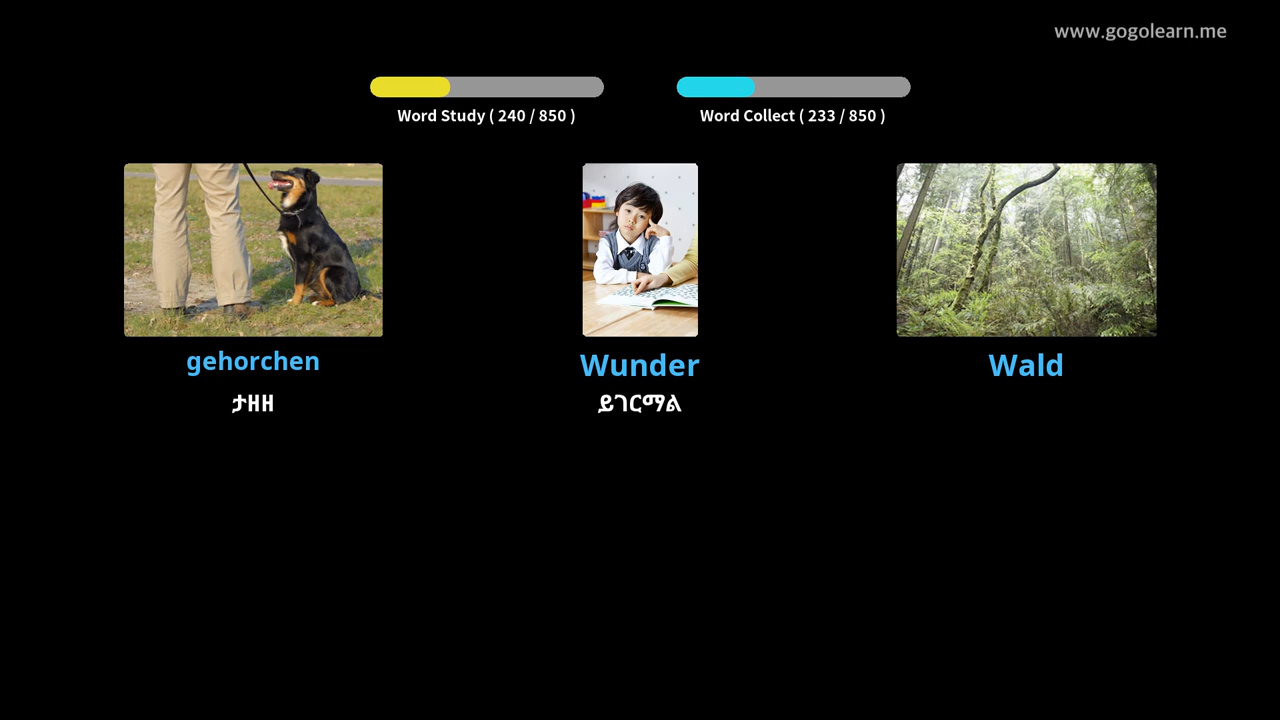 www.gogolearn.me
Word Study ( 240 / 850 )
Word Collect ( 233 / 850 )
gehorchen
Wunder
Wald
ታዘዘ
ይገርማል